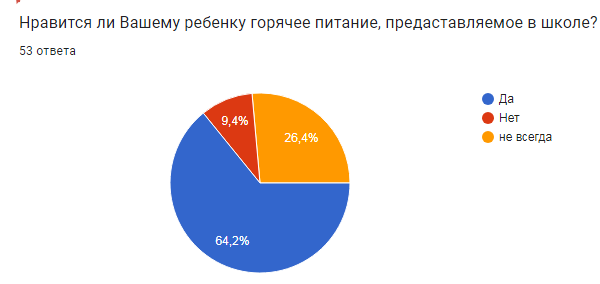 Нравится ли Вашему ребенку горячее питание, предаставляемое в школе?
53 ответа
Да
Нет
не всегда
9,4%
26,4%
64,2%